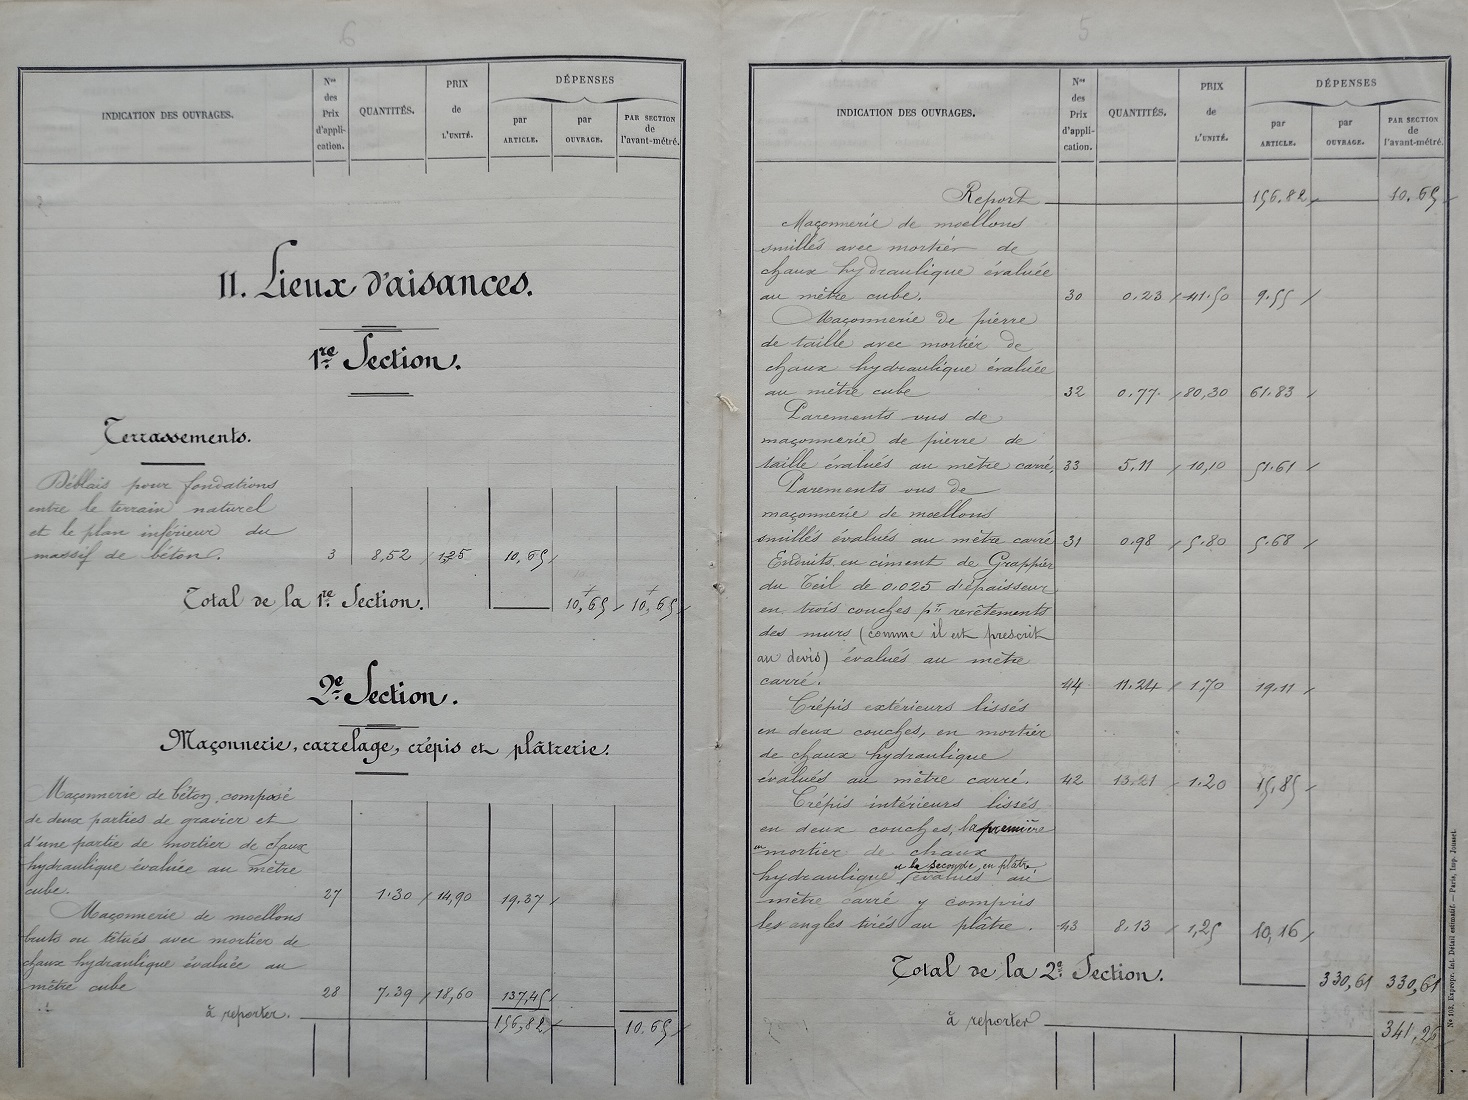 6
INDICATION DES OUVRAGES.
Nos des Prix d'appli- cation.
QUANTITÉS.
PRIX de L'UNITÉ.
DÉPENSES
par ARTICLE.
par OUVRAGE.
PAR SECTION de l'avant-métré.
II. Lieux d'aisances.
1re Section.
Terrassements.
Déblais pour fondations
entre le terrain naturel
et le plan inférieur du
massif de béton. 3 8,52 1,25 10,65
Total de la 1re Section. 10,65 10,65
2e Section.
Maçonnerie, carrelage, crépis et plâtrerie.
Maçonnerie de béton, composé
de deux parties de gravier et
d'une partie de mortier de chaux
hydraulique évaluée au mètre
cube. 27 1.30 14,90 19.37
Maçonnerie de moellons
bruts ou têtués avec mortier de
chaux hydraulique évaluée au
mètre cube 28 7.39 18,60 137,45
à reporter. 156,82 10.65
5
INDICATION DES OUVRAGES.
Nos des Prix d'appli- cation.
QUANTITÉS.
PRIX de L'UNITÉ.
DÉPENSES
par ARTICLE.
par OUVRAGE.
PAR SECTION de l'avant-métré.
Report 156.82 10.65
Maçonnerie de moellons
smillés avec mortier de
chaux hydraulique évaluée
au mètre cube. 30 0.23 41.50 9.55
Maçonnerie de pierre
de taille avec mortier de
chaux hydraulique évaluée
au mètre cube 32 0.77 80,30 61.83
Parements vus de
maçonnerie de pierre de
taille évalués au mètre carré, 33 5.11 10,10 51.61
Parements vus de
maçonnerie de moellons
smillés évalués au mètre carré 31 0.98 5.80 5.68
Enduits en ciment de Grappier
du Teil de 0.025 d'épaisseur
en trois couches pr revêtements
des murs (comme il est prescrit
au devis) évalués au mètre
carré. 44 11.24 1,70 19.11
Crépis extérieurs lissés
en deux couches, en mortier
de chaux hydraulique
évalués au mètre carré. 42 13.21 1.20 15,85
Crépis intérieurs lissés
en deux couches, la première
en mortier de chaux
et la seconde, en plâtre,
hydraulique évalués au
mètre carré y compris
les angles tirés au plâtre. 43 8.13 1,25 10,16
Total de la 2e Section. 330,61 330,61
à reporter 341,26
No 102. Expropr. Int. Détail estimatif. — Paris, Imp. Jousset.